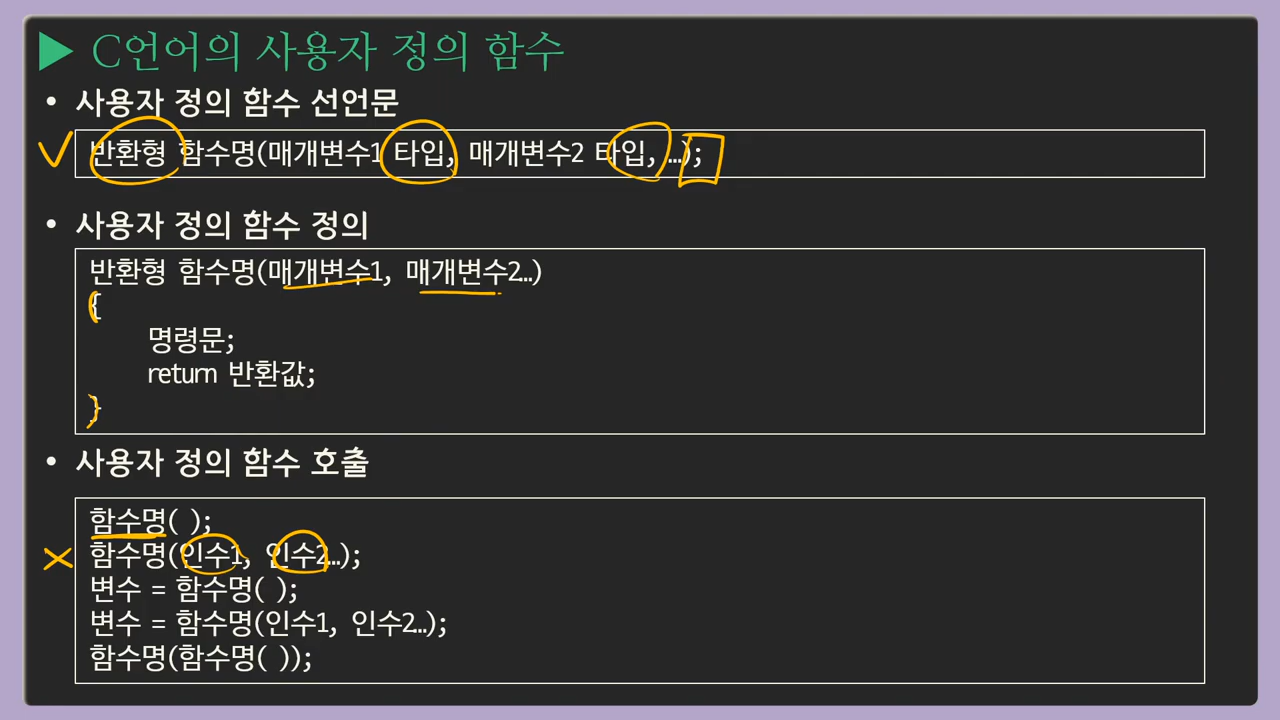 ▶ C언어의 사용자 정의 함수
• 사용자 정의 함수 선언문
반환형 함수명(매개변수1 타입, 매개변수2 타입, ...);
• 사용자 정의 함수 정의
반환형 함수명(매개변수1, 매개변수2..)
{
명령문;
return 반환값;
}
• 사용자 정의 함수 호출
함수명( );
함수명(인수1, 인수2..);
변수 = 함수명( );
변수 = 함수명(인수1, 인수2..);
함수명(함수명( ));